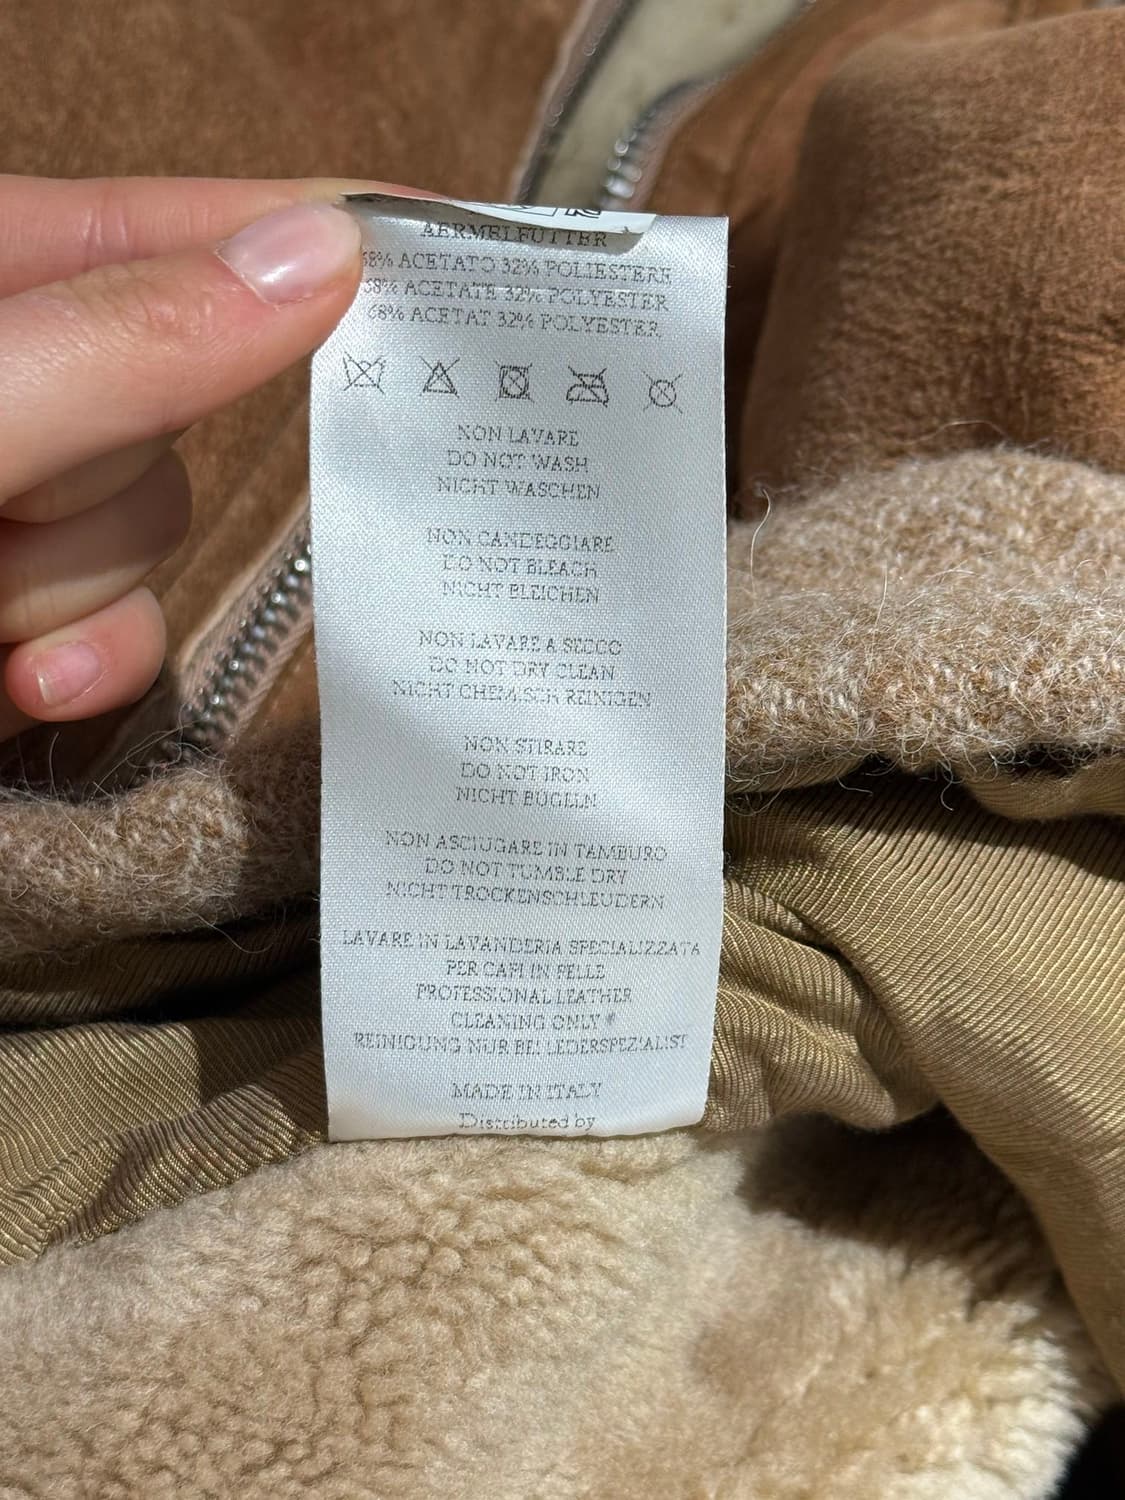 AERMELFUTTER
68% ACETATO 32% POLIESTERE
68% ACETATE 32% POLYESTER
68% ACETAT 32% POLYESTER
NON LAVARE
DO NOT WASH
NICHT WASCHEN
NON CANDEGGIARE
DO NOT BLEACH
NICHT BLEICHEN
NON LAVARE A SECCO
DO NOT DRY CLEAN
NICHT CHEMISCH REINIGEN
NON STIRARE
DO NOT IRON
NICHT BÜGELN
NON ASCIUGARE IN TAMBURO
DO NOT TUMBLE DRY
NICHT TROCKENSCHLEUDERN
LAVARE IN LAVANDERIA SPECIALIZZATA
PER CAPI IN PELLE
PROFESSIONAL LEATHER
CLEANING ONLY
REINIGUNG NUR BEI LEDERSPEZIALIST
MADE IN ITALY
Distributed by